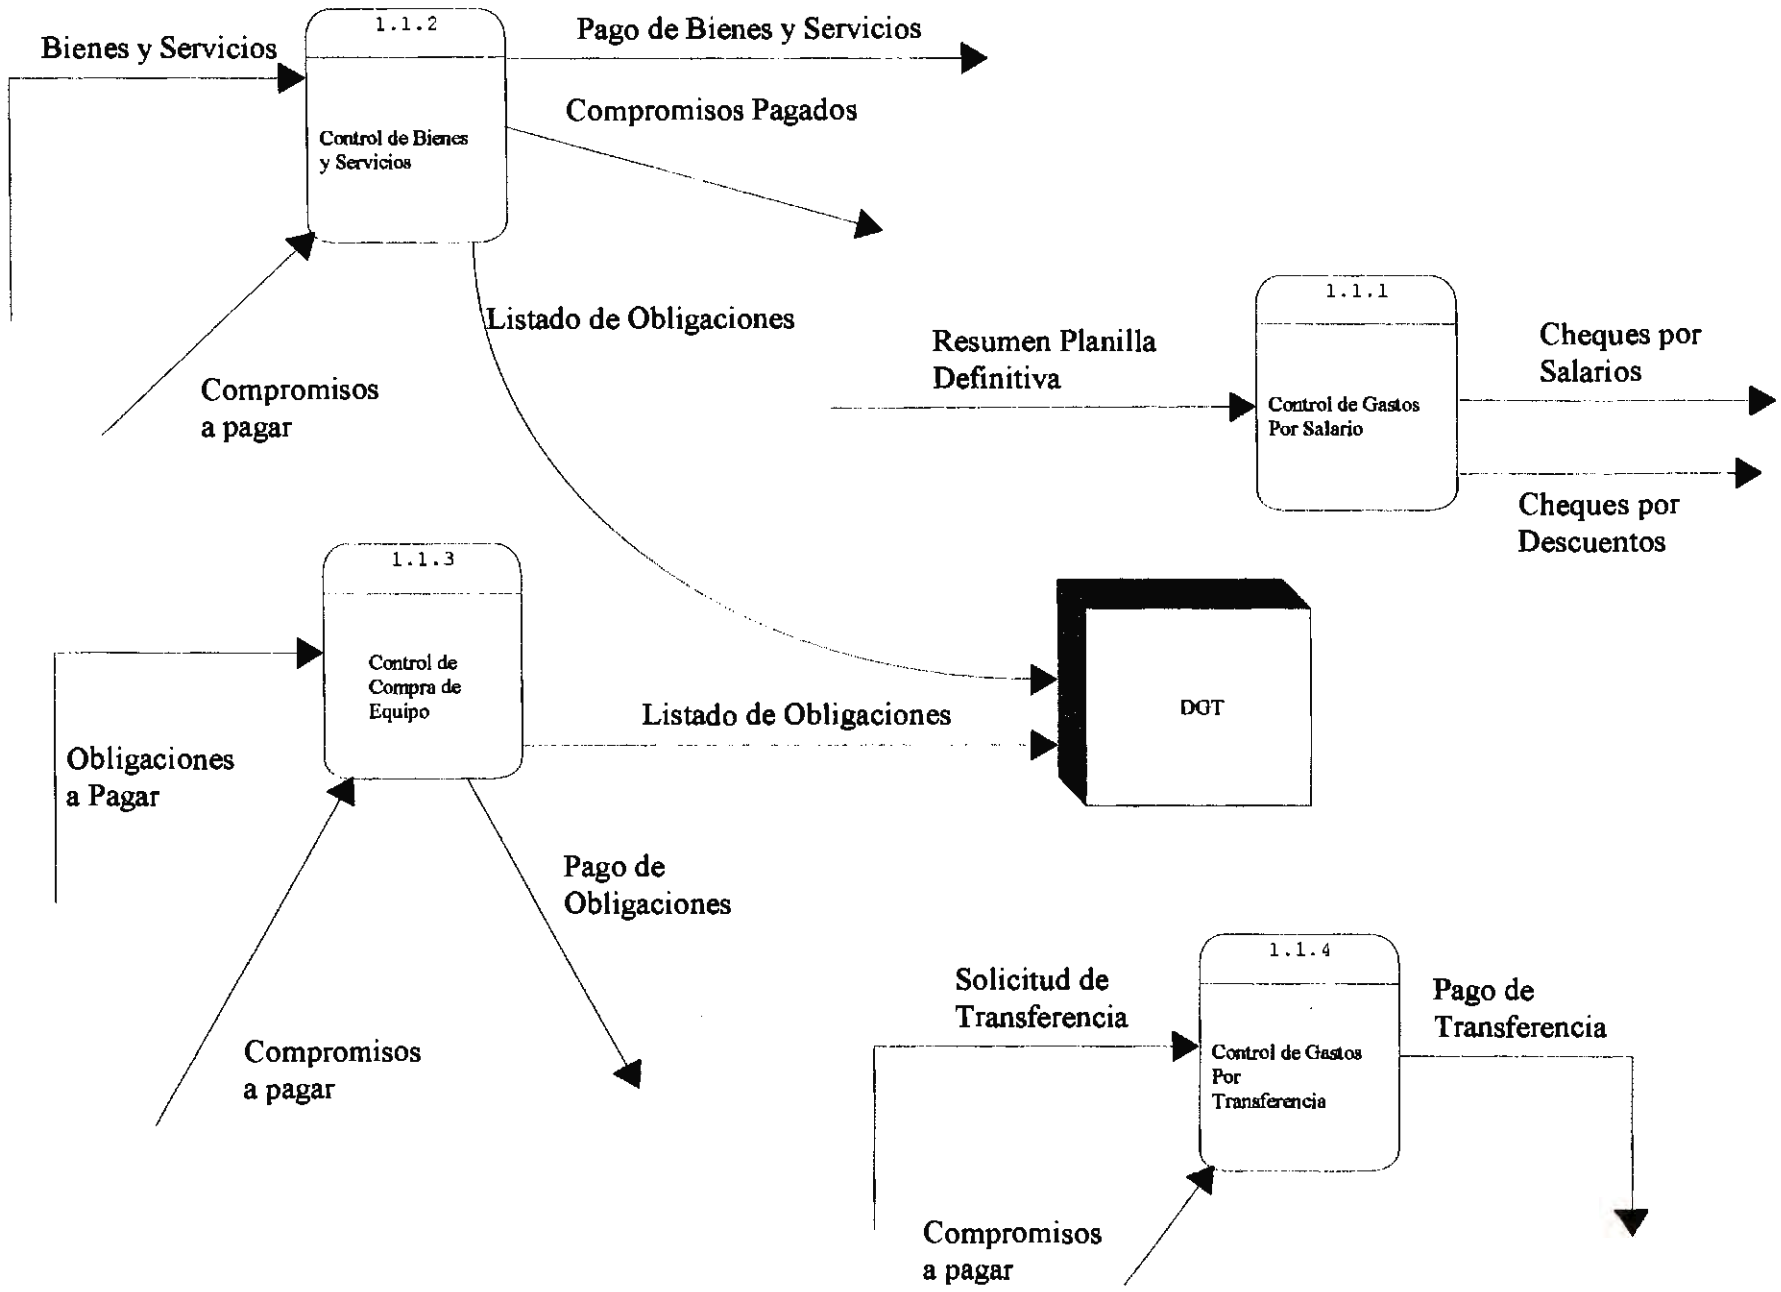 1.1.2
Bienes y Servicios
Pago de Bienes y Servicios
Compromisos Pagados
Control de Bienes
y Servicios
Listado de Obligaciones
Compromisos
a pagar
1.1.1
Resumen Planilla
Definitiva
Cheques por
Salarios
Control de Gastos
Por Salario
Cheques por
Descuentos
1.1.3
Control de
Compra de
Equipo
Obligaciones
a Pagar
Listado de Obligaciones
DGT
Pago de
Obligaciones
Compromisos
a pagar
1.1.4
Solicitud de
Transferencia
Pago de
Transferencia
Control de Gastos
Por
Transferencia
Compromisos
a pagar